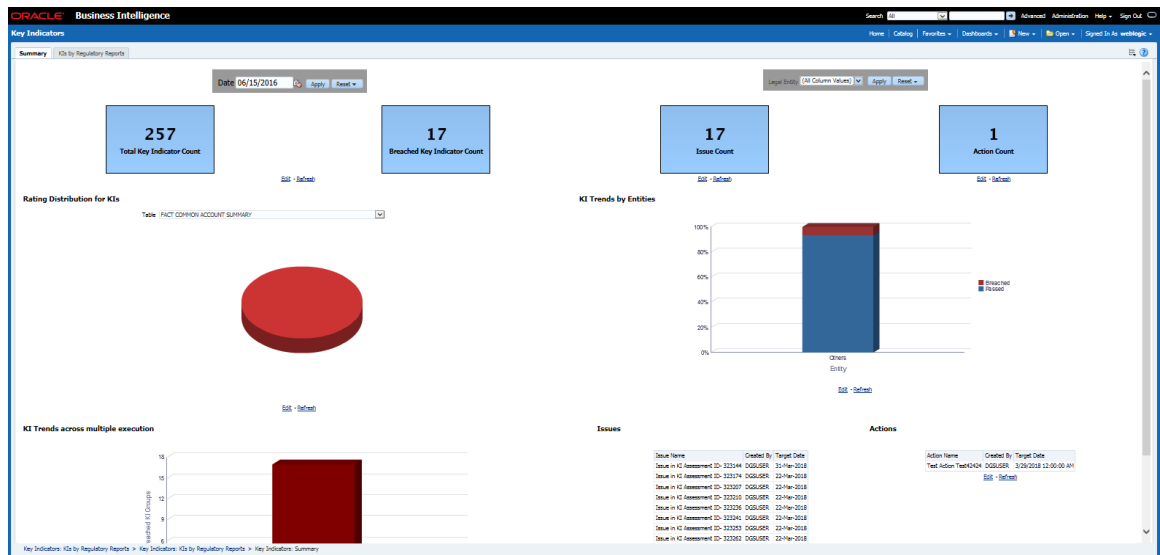 ORACLE Business Intelligence
Search All Advanced Administration Help Sign Out
Key Indicators
Home Catalog Favorites Dashboards New Open Signed In As weblogic
Summary KIs by Regulatory Reports
Date 06/15/2016 Apply Reset
Legal Entity (All Column Values) Apply Reset
257
Total Key Indicator Count
17
Breached Key Indicator Count
17
Issue Count
1
Action Count
Edit - Refresh
Edit - Refresh
Edit - Refresh
Rating Distribution for KIs
Table FACT COMMON ACCOUNT SUMMARY
Edit - Refresh
KI Trends by Entities
100%
80%
60%
40%
20%
0%
Others
Entity
Breached
Passed
Edit - Refresh
KI Trends across multiple execution
18
15
12
9
6
eached KI Groups
Issues
Issue Name Created By Target Date
Issue in KI Assessment ID- 323144 DGSUSER 31-Mar-2018
Issue in KI Assessment ID- 323174 DGSUSER 22-Mar-2018
Issue in KI Assessment ID- 323207 DGSUSER 22-Mar-2018
Issue in KI Assessment ID- 323210 DGSUSER 22-Mar-2018
Issue in KI Assessment ID- 323236 DGSUSER 22-Mar-2018
Issue in KI Assessment ID- 323241 DGSUSER 22-Mar-2018
Issue in KI Assessment ID- 323253 DGSUSER 22-Mar-2018
Issue in KI Assessment ID- 323262 DGSUSER 22-Mar-2018
Actions
Action Name Created By Target Date
Test Action Test42424 DGSUSER 3/29/2018 12:00:00 AM
Edit - Refresh
Key Indicators: KIs by Regulatory Reports > Key Indicators: KIs by Regulatory Reports > Key Indicators: Summary